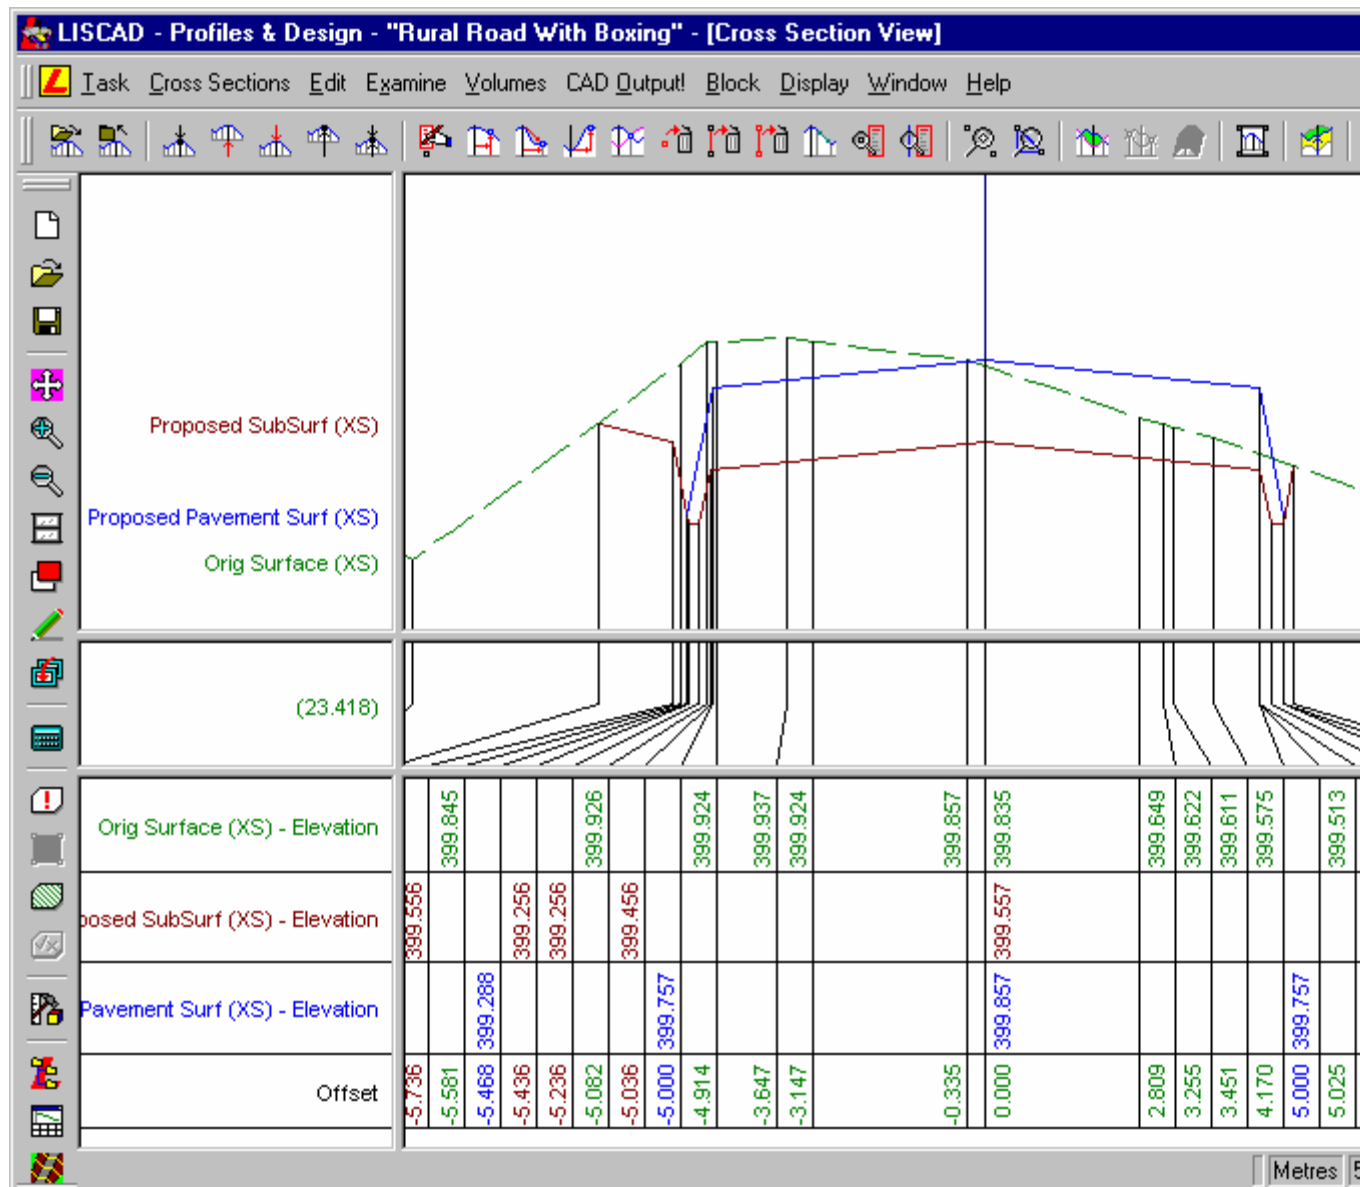 LISCAD - Profiles & Design - "Rural Road With Boxing" - [Cross Section View]
Task Cross Sections Edit Examine Volumes CAD Output! Block Display Window Help
Proposed SubSurf (XS)
Proposed Pavement Surf (XS)
Orig Surface (XS)
(23.418)
Orig Surface (XS) - Elevation 399.845 399.926 399.924 399.937 399.924 399.857 399.835 399.649 399.622 399.611 399.575 399.513
posed SubSurf (XS) - Elevation 399.556 399.256 399.256 399.456 399.557
Pavement Surf (XS) - Elevation 399.288 399.757 399.857 399.757
Offset -5.736 -5.581 -5.468 -5.436 -5.236 -5.082 -5.036 -5.000 -4.914 -3.647 -3.147 -0.335 0.000 2.809 3.255 3.451 4.170 5.000 5.025
Metres 5